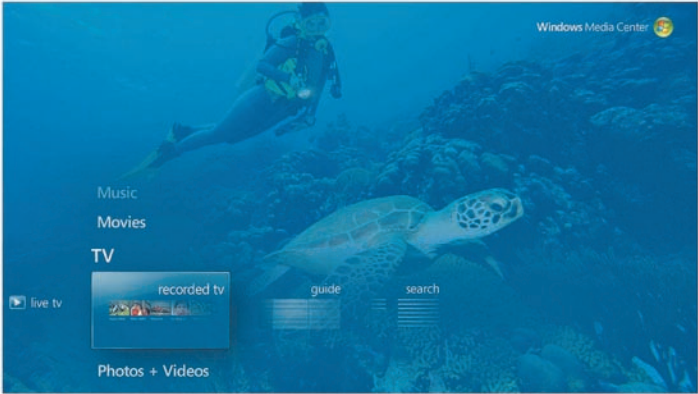 Windows Media Center
Music
Movies
TV
recorded tv
guide
search
live tv
Photos + Videos